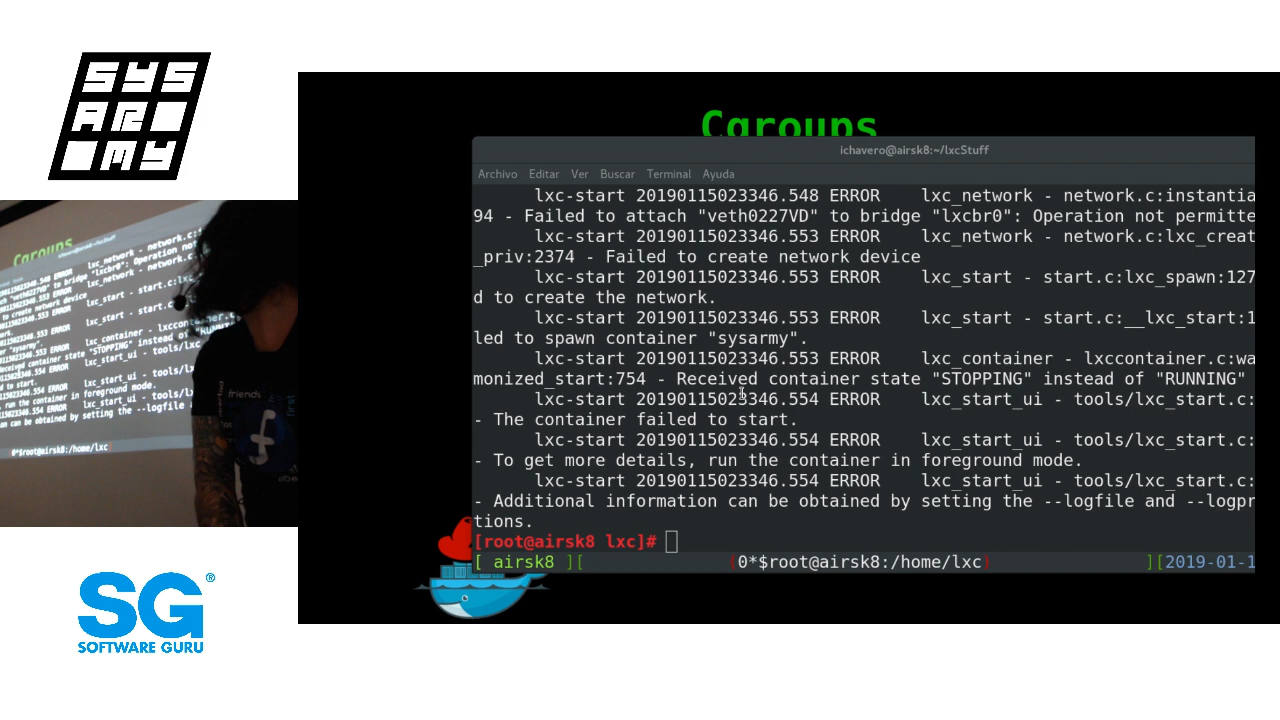 SYS
AR
MY
Cgroups
ichavero@airsk8:~/lxcStuff
Archivo Editar Ver Buscar Terminal Ayuda
lxc-start 20190115023346.548 ERROR lxc_network - network.c:instantia
94 - Failed to attach "veth0227VD" to bridge "lxcbr0": Operation not permitte
lxc-start 20190115023346.553 ERROR lxc_network - network.c:lxc_creat
_priv:2374 - Failed to create network device
lxc-start 20190115023346.553 ERROR lxc_start - start.c:lxc_spawn:127
d to create the network.
lxc-start 20190115023346.553 ERROR lxc_start - start.c:__lxc_start:1
led to spawn container "sysarmy".
lxc-start 20190115023346.553 ERROR lxc_container - lxccontainer.c:wa
monized_start:754 - Received container state "STOPPING" instead of "RUNNING"
lxc-start 20190115023346.554 ERROR lxc_start_ui - tools/lxc_start.c:
- The container failed to start.
lxc-start 20190115023346.554 ERROR lxc_start_ui - tools/lxc_start.c:
- To get more details, run the container in foreground mode.
lxc-start 20190115023346.554 ERROR lxc_start_ui - tools/lxc_start.c:
- Additional information can be obtained by setting the --logfile and --logpr
tions.
[root@airsk8 lxc]#
[ airsk8 ][ (0*$root@airsk8:/home/lxc) ][2019-01-1
friends
first
SG®
SOFTWARE GURU